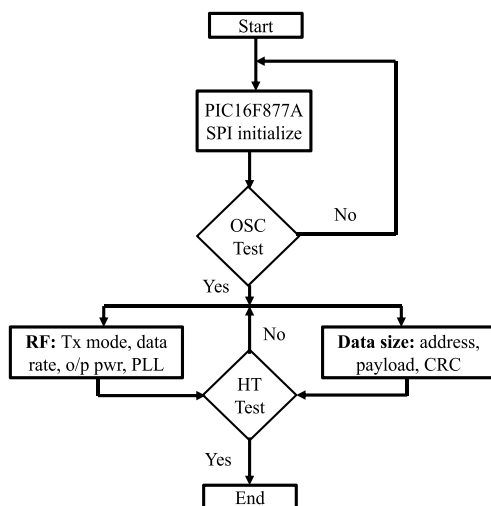 Start
PIC16F877A
SPI initialize
OSC
Test
No
Yes
RF: Tx mode, data
rate, o/p pwr, PLL
No
Data size: address,
payload, CRC
HT
Test
Yes
End